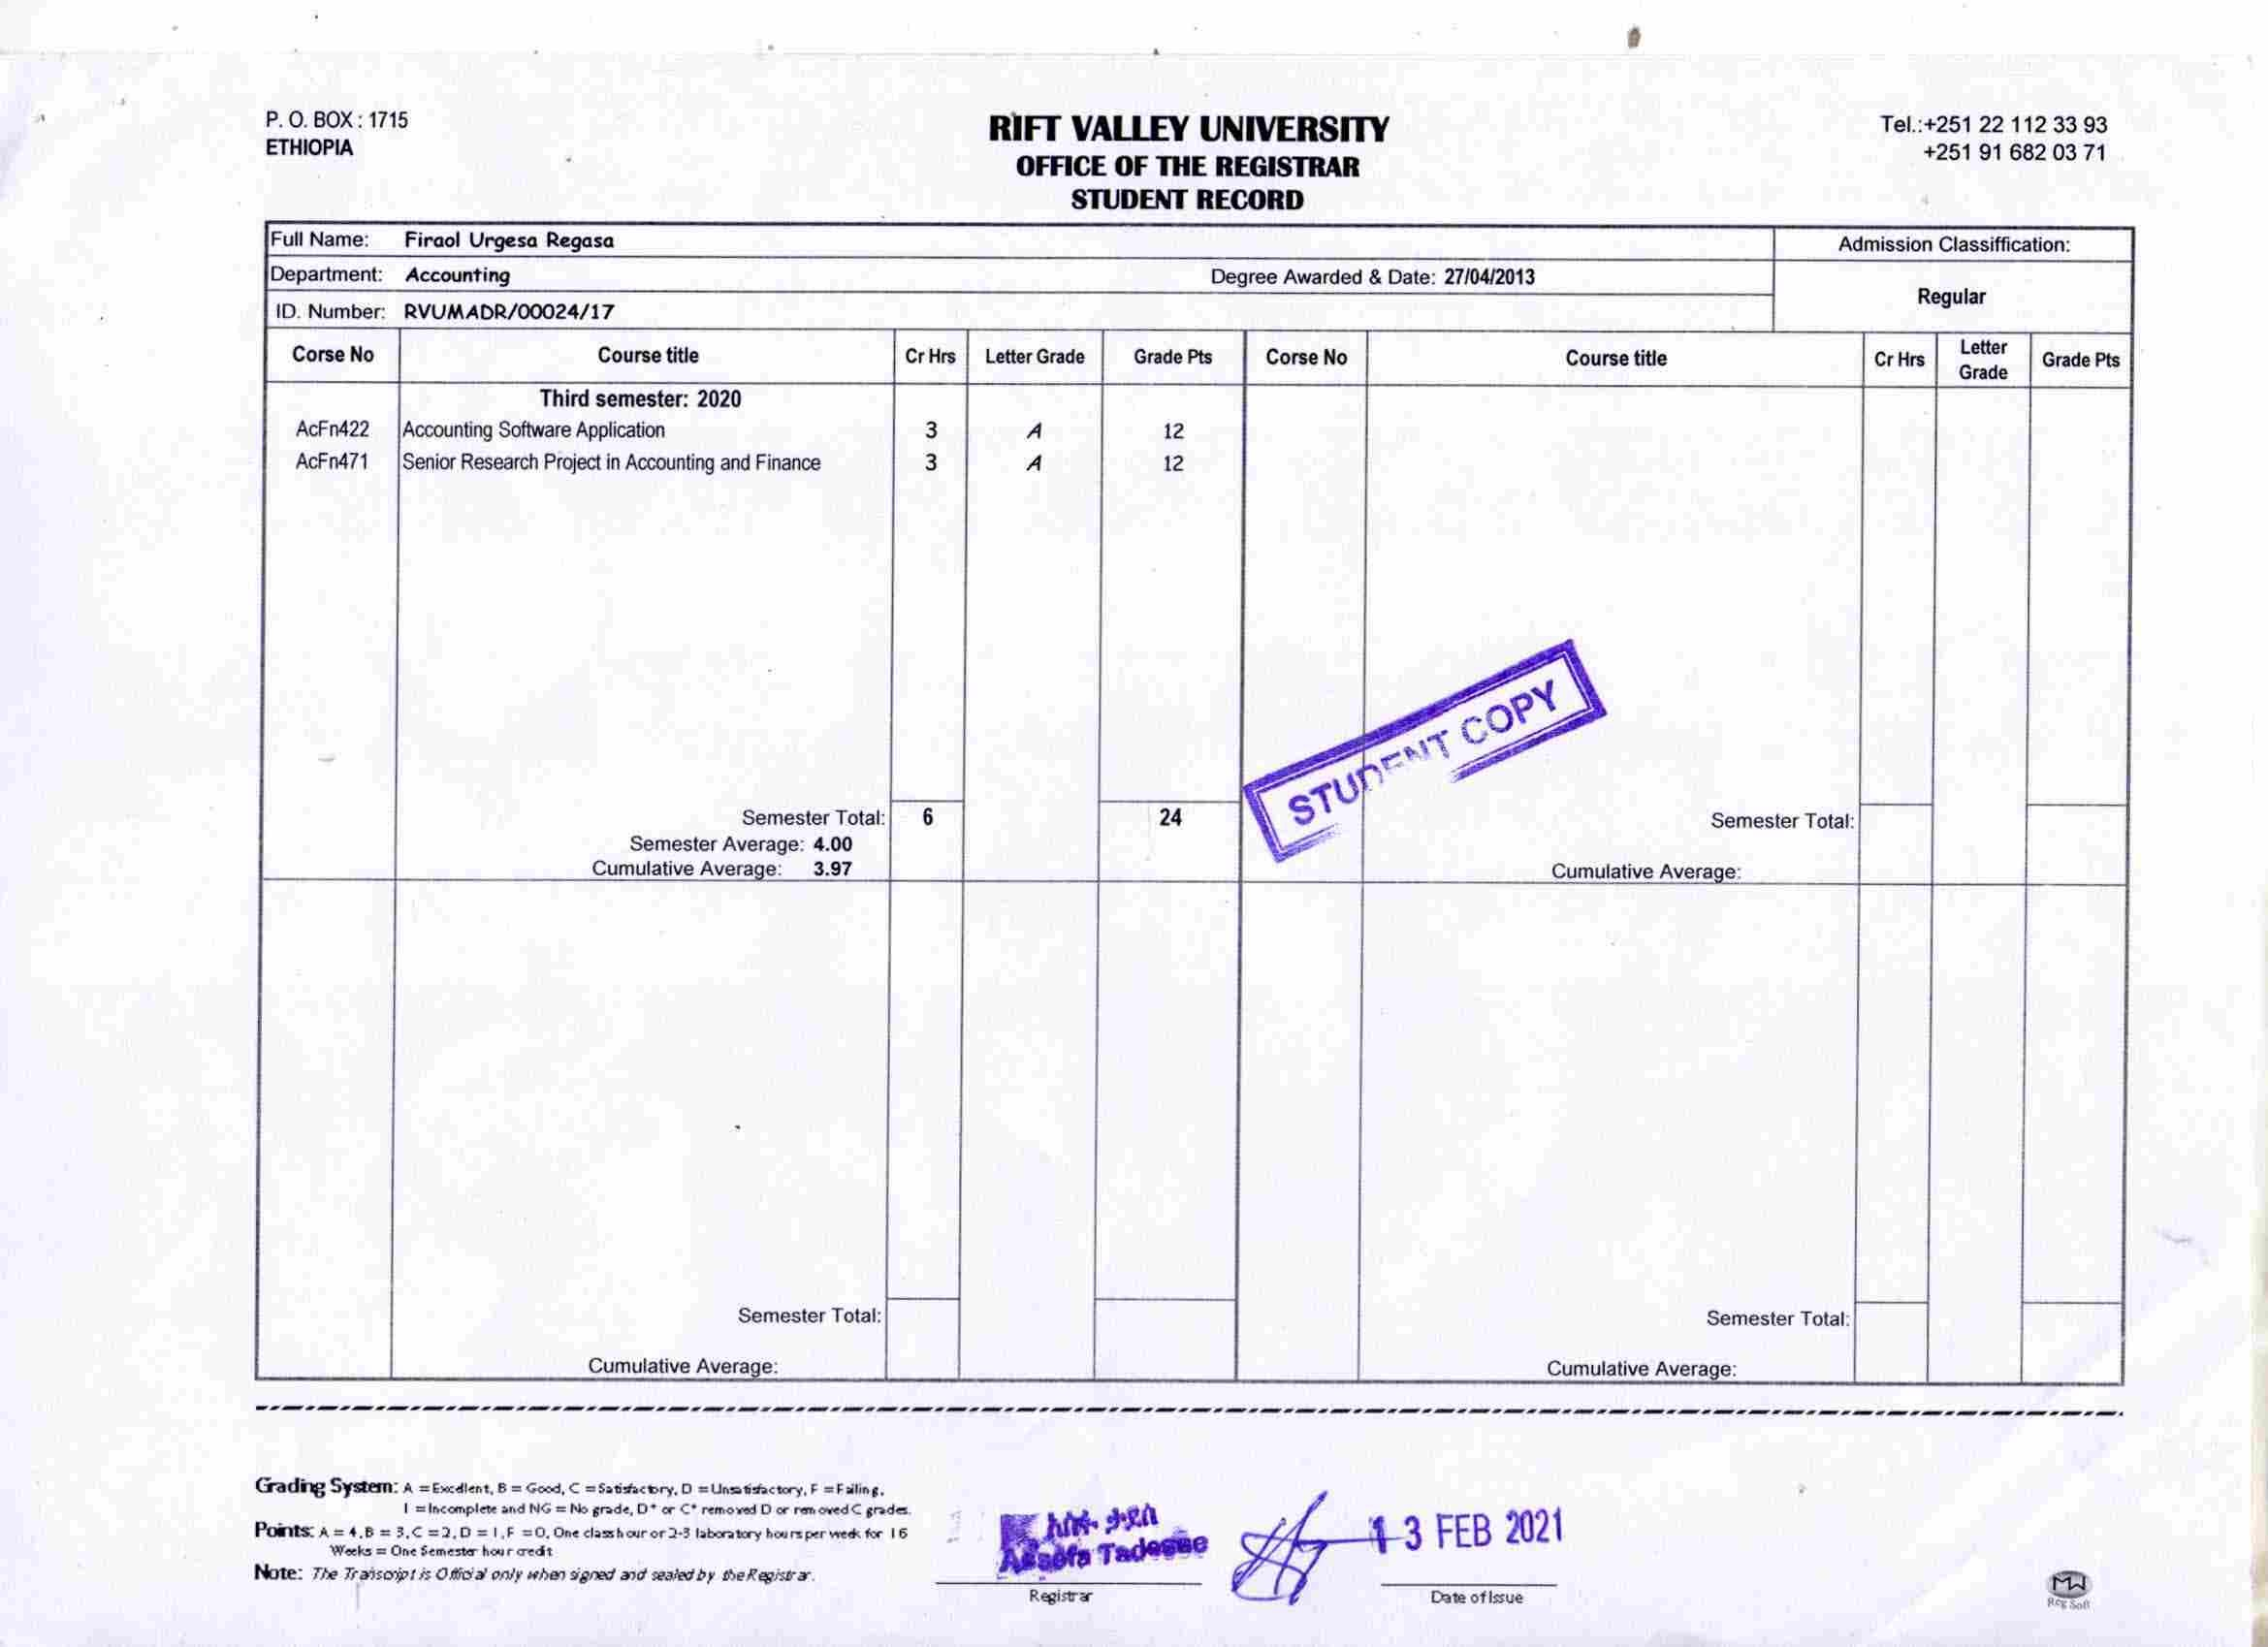 P. O. BOX : 1715
ETHIOPIA
RIFT VALLEY UNIVERSITY
OFFICE OF THE REGISTRAR
STUDENT RECORD
Tel.:+251 22 112 33 93
+251 91 682 03 71
Full Name: Firaol Urgesa Regasa
Admission Classiffication:
Department: Accounting
Degree Awarded & Date: 27/04/2013
Regular
ID. Number: RVUMADR/00024/17
Corse No Course title Cr Hrs Letter Grade Grade Pts Corse No Course title Cr Hrs Letter Grade Grade Pts
Third semester: 2020
AcFn422 Accounting Software Application 3 A 12
AcFn471 Senior Research Project in Accounting and Finance 3 A 12
STUDENT COPY
Semester Total: 6 24
Semester Average: 4.00
Cumulative Average: 3.97
Semester Total:
Cumulative Average:
Semester Total:
Cumulative Average:
Semester Total:
Cumulative Average:
Grading System: A =Excellent, B = Good, C =Satisfactory, D =Unsatisfactory, F =Failing,
I =Incomplete and NG = No grade, D⁺ or C⁺ removed D or removed C grades.
Points: A = 4, B = 3, C =2, D = 1, F =0, One class hour or 2-3 laboratory hours per week for 16
Weeks = One Semester hour credit
Note: The Transcript is Official only when signed and sealed by the Registrar.
አሰፋ ታደሰ
Assefa Tadesse
Registrar
13 FEB 2021
Date of Issue
MW
Reg Soft